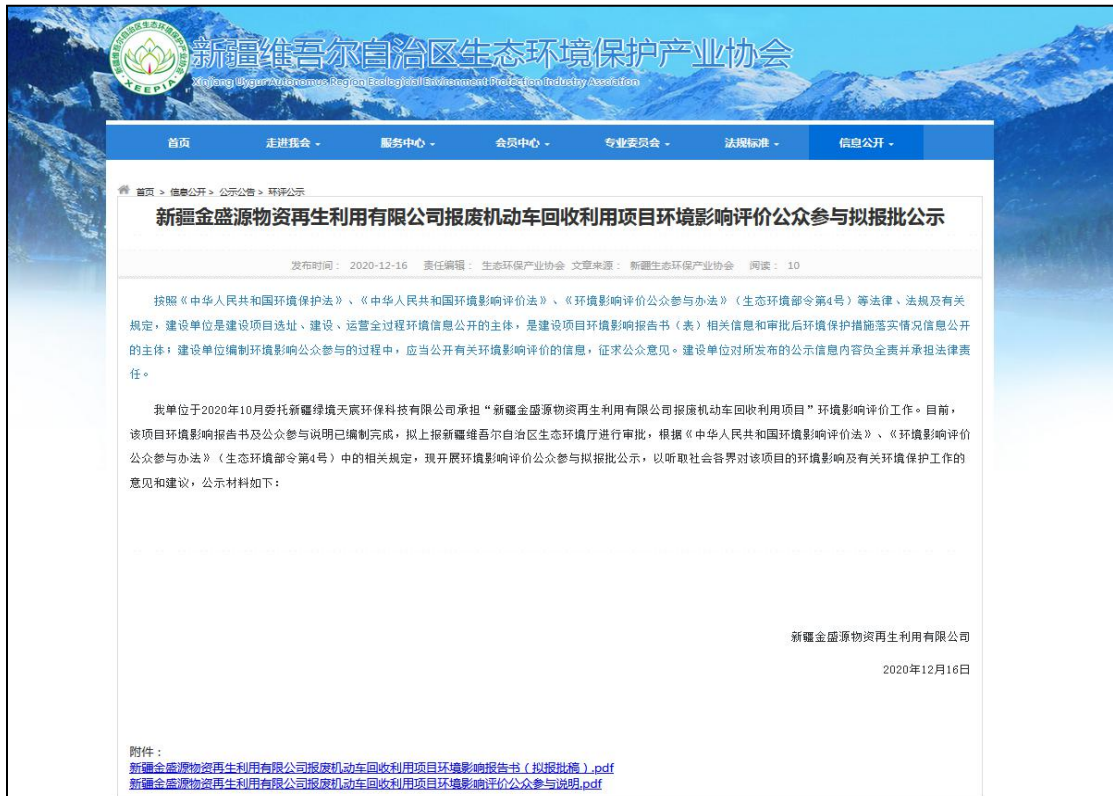 新疆维吾尔自治区生态环境保护产业协会
Xinjiang Uygur Autonomous Region Ecologicial Environment Protection Industry Assciation
XEEPIA
首页 走进我会 服务中心 会员中心 专业委员会 法规标准 信息公开
首页 > 信息公开 > 公示公告 > 环评公示
新疆金盛源物资再生利用有限公司报废机动车回收利用项目环境影响评价公众参与拟报批公示
发布时间： 2020-12-16 责任编辑： 生态环保产业协会 文章来源： 新疆生态环保产业协会 阅读： 10
按照《中华人民共和国环境保护法》、《中华人民共和国环境影响评价法》、《环境影响评价公众参与办法》（生态环境部令第4号）等法律、法规及有关
规定，建设单位是建设项目选址、建设、运营全过程环境信息公开的主体，是建设项目环境影响报告书（表）相关信息和审批后环境保护措施落实情况信息公开
的主体；建设单位编制环境影响公众参与的过程中，应当公开有关环境影响评价的信息，征求公众意见。建设单位对所发布的公示信息内容负全责并承担法律责
任。
我单位于2020年10月委托新疆绿境天宸环保科技有限公司承担“新疆金盛源物资再生利用有限公司报废机动车回收利用项目”环境影响评价工作。目前，
该项目环境影响报告书及公众参与说明已编制完成，拟上报新疆维吾尔自治区生态环境厅进行审批，根据《中华人民共和国环境影响评价法》、《环境影响评价
公众参与办法》（生态环境部令第4号）中的相关规定，现开展环境影响评价公众参与拟报批公示，以听取社会各界对该项目的环境影响及有关环境保护工作的
意见和建议，公示材料如下：
新疆金盛源物资再生利用有限公司
2020年12月16日
附件：
新疆金盛源物资再生利用有限公司报废机动车回收利用项目环境影响报告书（拟报批稿）.pdf
新疆金盛源物资再生利用有限公司报废机动车回收利用项目环境影响评价公众参与说明.pdf